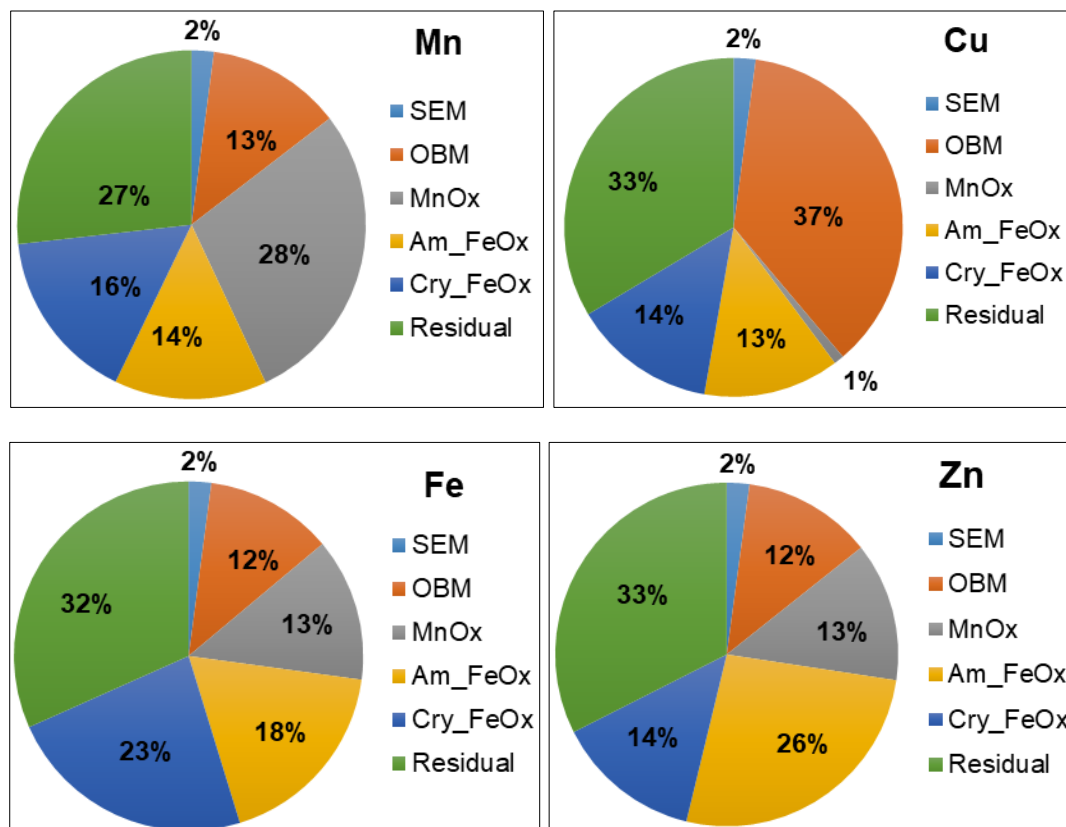 2%
Mn
SEM
OBM
MnOx
Am_FeOx
Cry_FeOx
Residual
13%
28%
14%
16%
27%
2%
Cu
SEM
OBM
MnOx
Am_FeOx
Cry_FeOx
Residual
37%
1%
13%
14%
33%
2%
Fe
SEM
OBM
MnOx
Am_FeOx
Cry_FeOx
Residual
12%
13%
18%
23%
32%
2%
Zn
SEM
OBM
MnOx
Am_FeOx
Cry_FeOx
Residual
12%
13%
26%
14%
33%